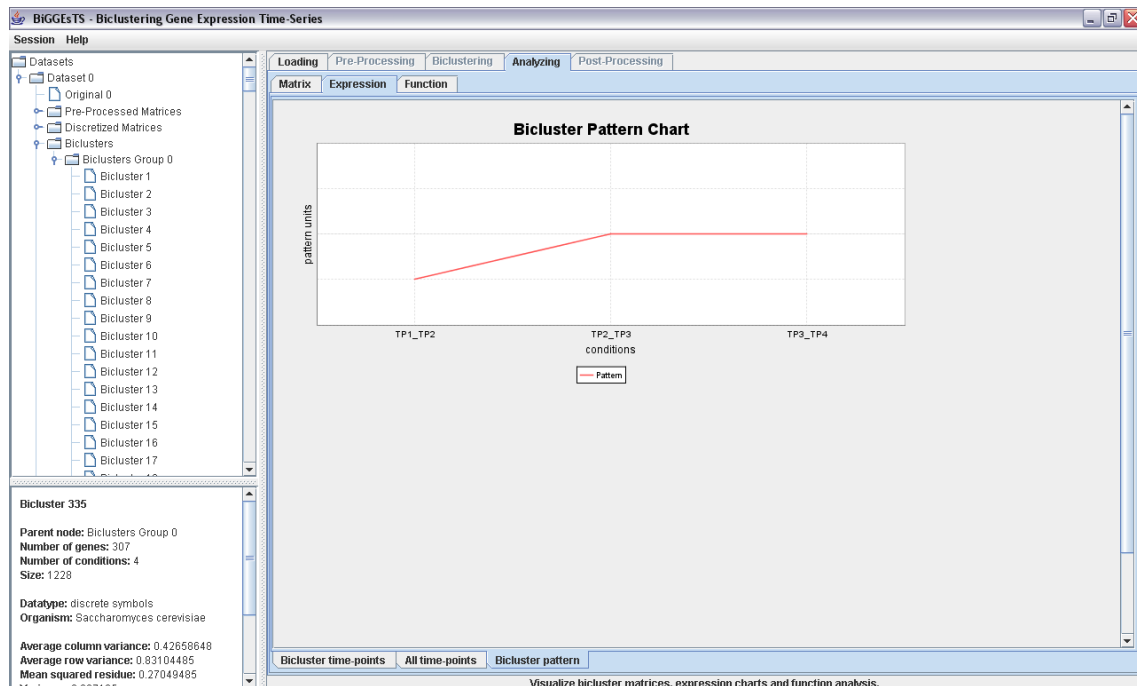 BiGGEsTS - Biclustering Gene Expression Time-Series
Session Help
Datasets
Dataset 0
Original 0
Pre-Processed Matrices
Discretized Matrices
Biclusters
Biclusters Group 0
Bicluster 1
Bicluster 2
Bicluster 3
Bicluster 4
Bicluster 5
Bicluster 6
Bicluster 7
Bicluster 8
Bicluster 9
Bicluster 10
Bicluster 11
Bicluster 12
Bicluster 13
Bicluster 14
Bicluster 15
Bicluster 16
Bicluster 17
Bicluster 335
Parent node: Biclusters Group 0
Number of genes: 307
Number of conditions: 4
Size: 1228
Datatype: discrete symbols
Organism: Saccharomyces cerevisiae
Average column variance: 0.42658648
Average row variance: 0.83104485
Mean squared residue: 0.27049485
Loading Pre-Processing Biclustering Analyzing Post-Processing
Matrix Expression Function
Bicluster Pattern Chart
pattern units
TP1_TP2 TP2_TP3 TP3_TP4
conditions
Pattern
Bicluster time-points All time-points Bicluster pattern
Visualize bicluster matrices, expression charts and function analysis.